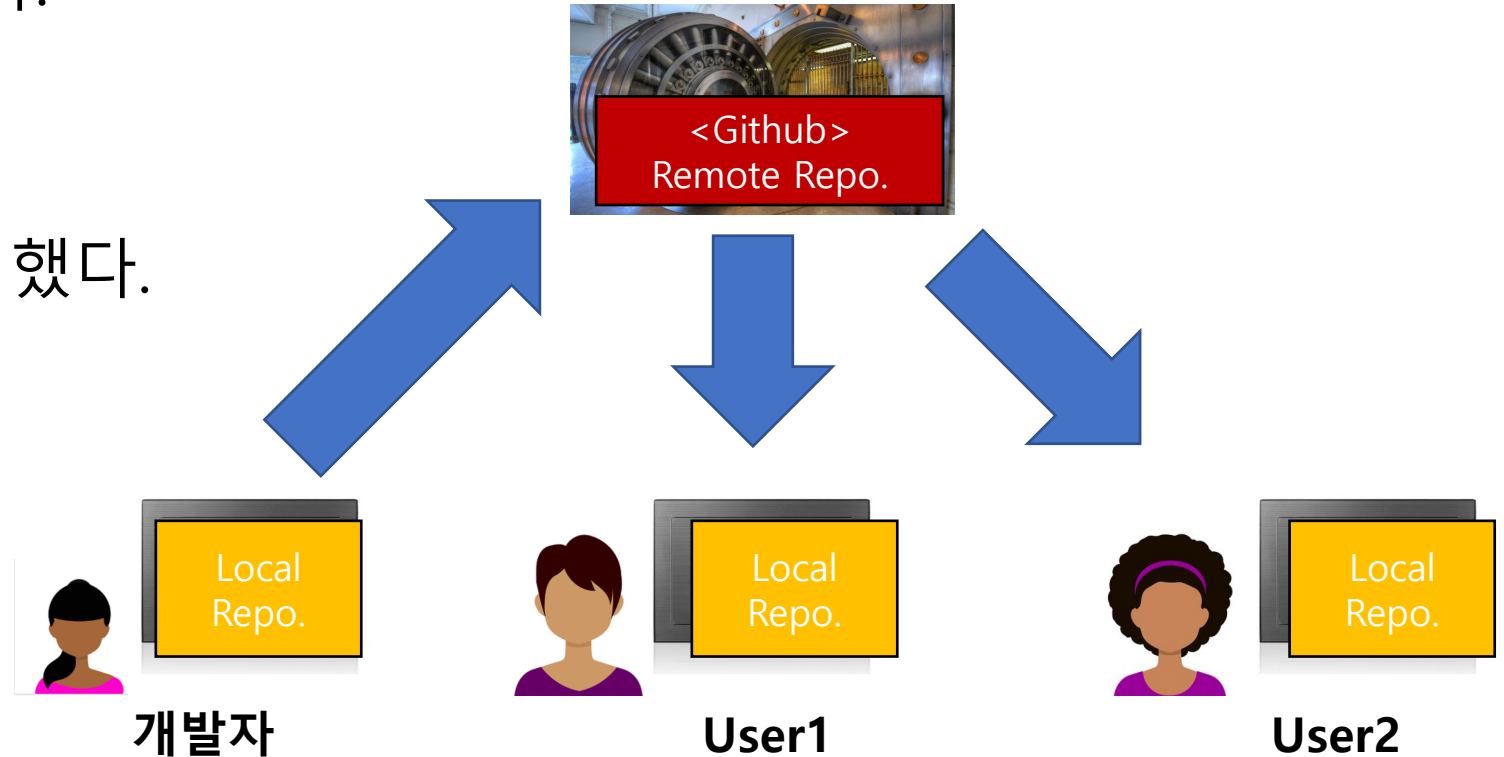 <Github>
Remote Repo.
했다.
Local
Repo.
Local
Repo.
Local
Repo.
개발자
User1
User2